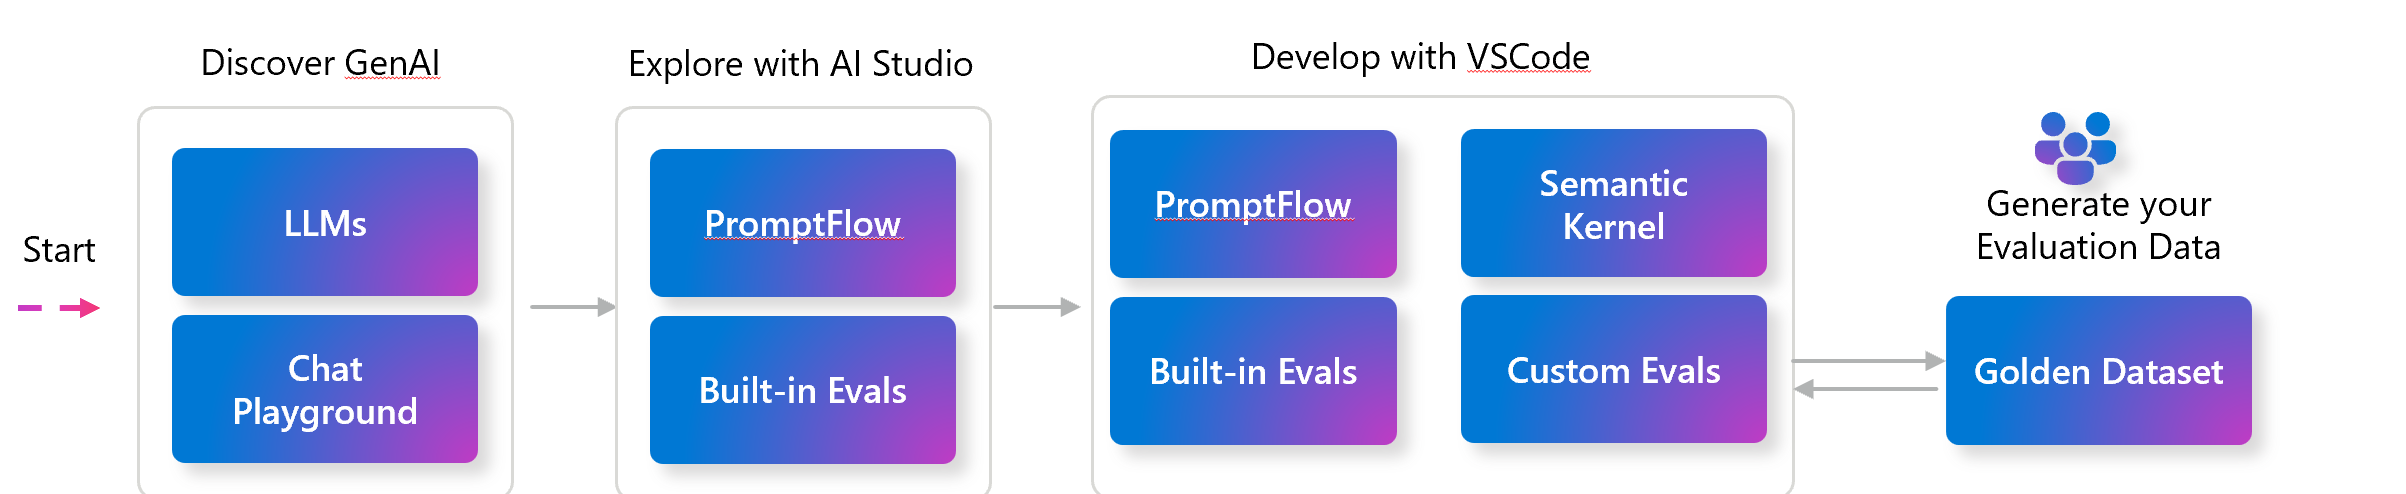 Start
Discover GenAI
LLMs
Chat
Playground
Explore with AI Studio
PromptFlow
Built-in Evals
Develop with VSCode
PromptFlow
Semantic
Kernel
Built-in Evals
Custom Evals
Generate your
Evaluation Data
Golden Dataset